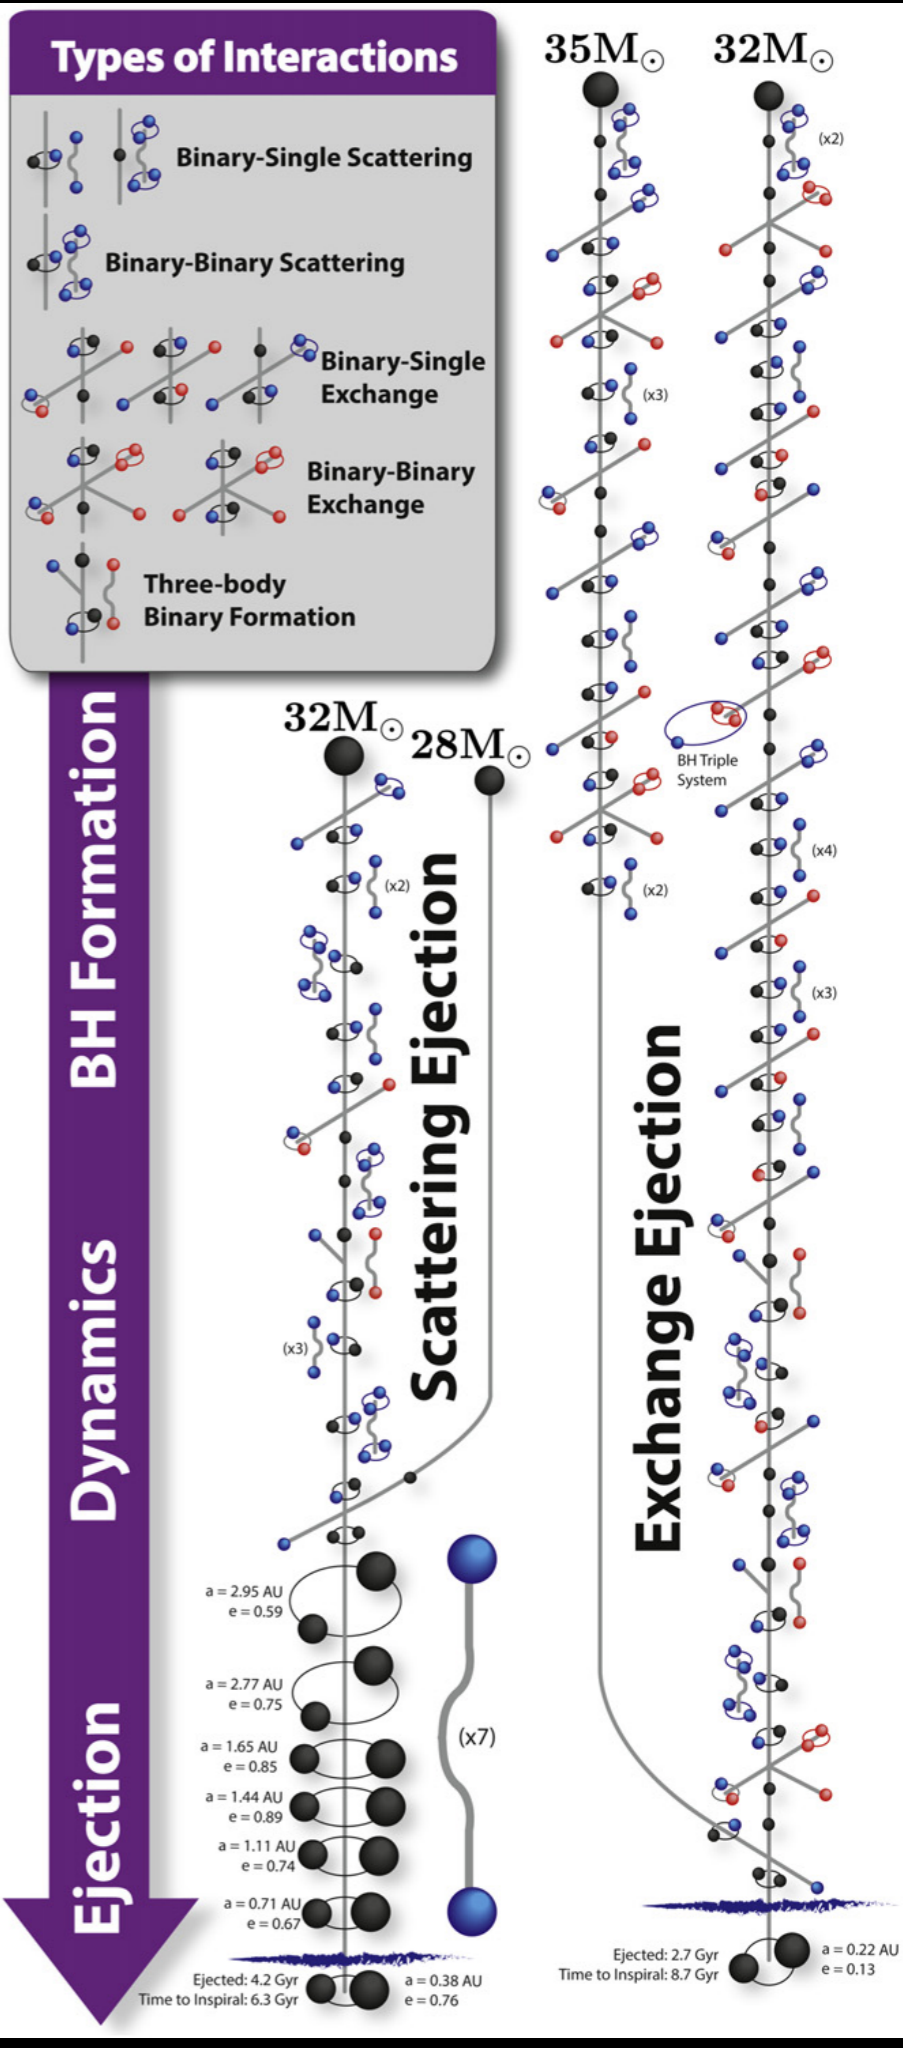 Types of Interactions
Binary-Single Scattering
Binary-Binary Scattering
Binary-Single
Exchange
Binary-Binary
Exchange
Three-body
Binary Formation
BH Formation
Dynamics
Ejection
32M☉
28M☉
(x2)
(x3)
Scattering Ejection
a = 2.95 AU
e = 0.59
a = 2.77 AU
e = 0.75
a = 1.65 AU
e = 0.85
a = 1.44 AU
e = 0.89
a = 1.11 AU
e = 0.74
a = 0.71 AU
e = 0.67
(x7)
Ejected: 4.2 Gyr
Time to Inspiral: 6.3 Gyr
a = 0.38 AU
e = 0.76
35M☉
32M☉
(x2)
(x3)
BH Triple
System
(x4)
(x2)
(x3)
Exchange Ejection
Ejected: 2.7 Gyr
Time to Inspiral: 8.7 Gyr
a = 0.22 AU
e = 0.13